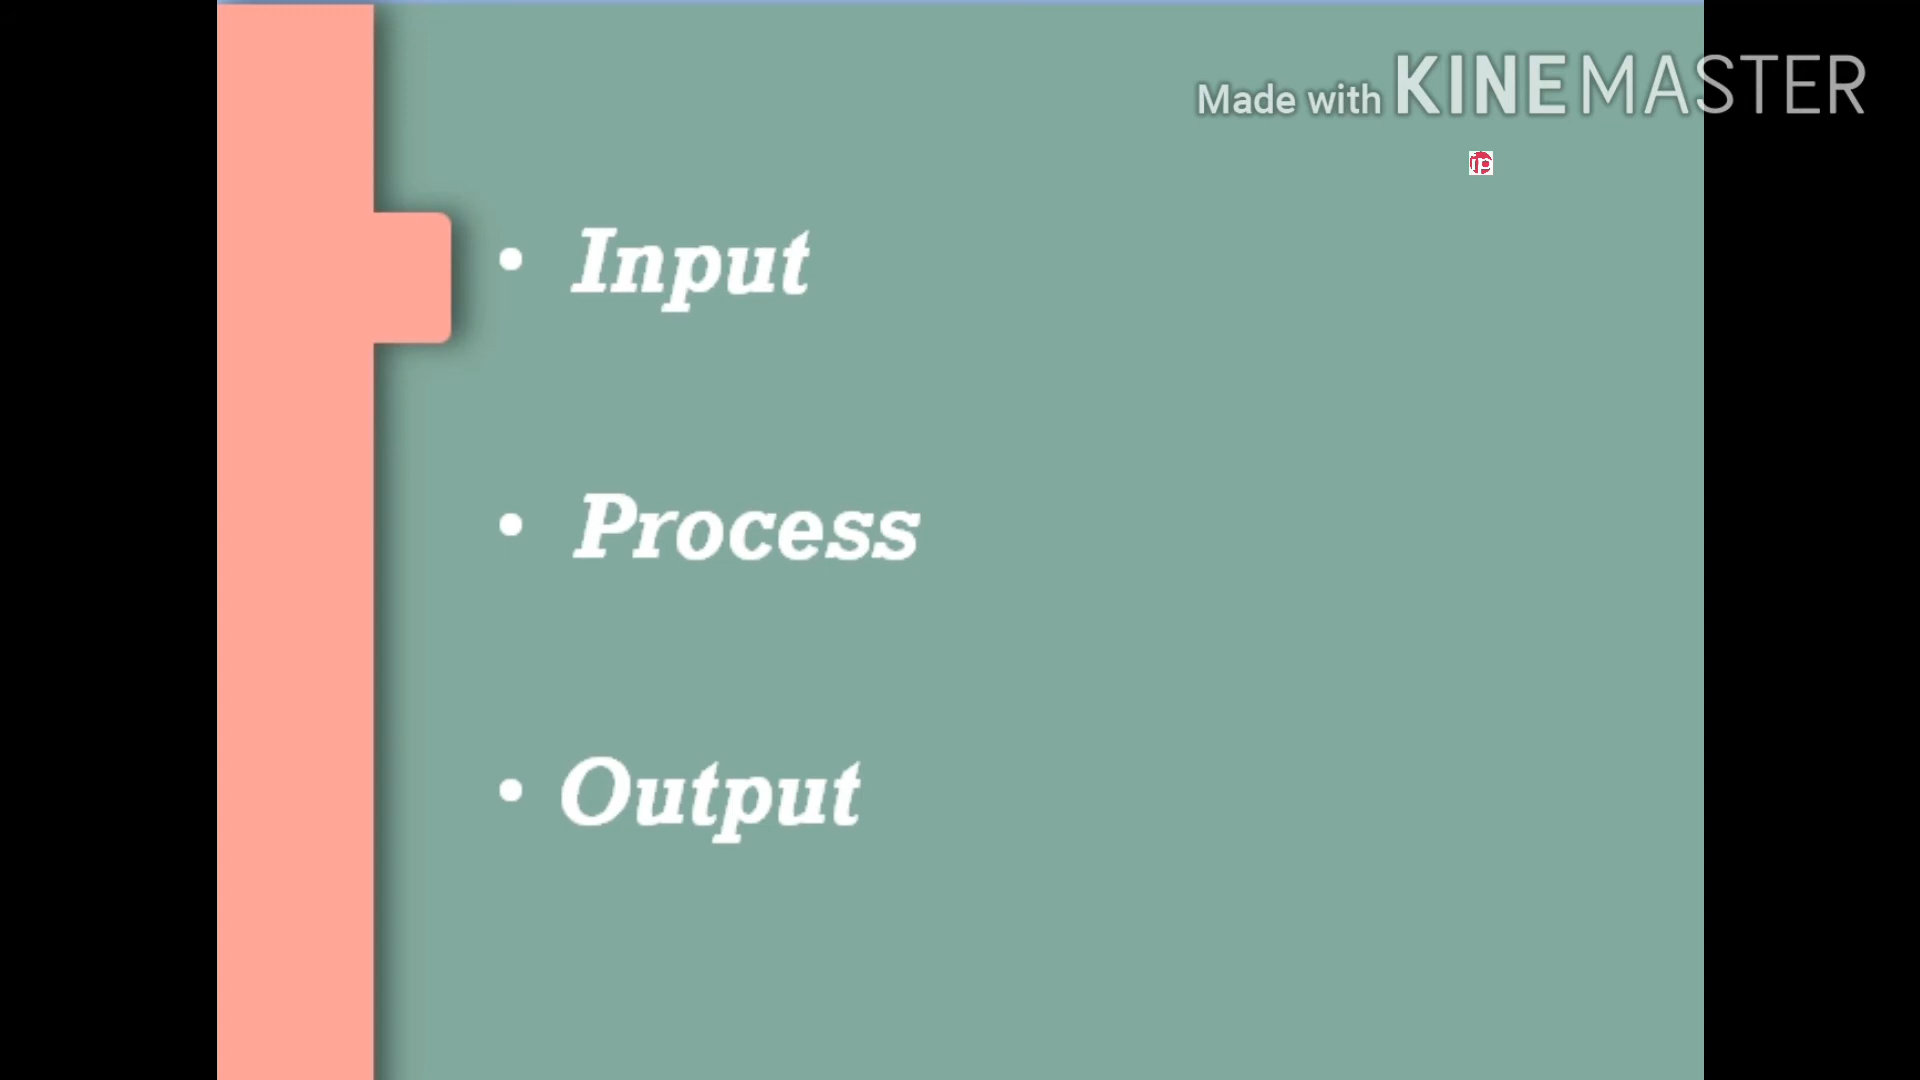 Made with KINEMASTER
• Input
• Process
• Output